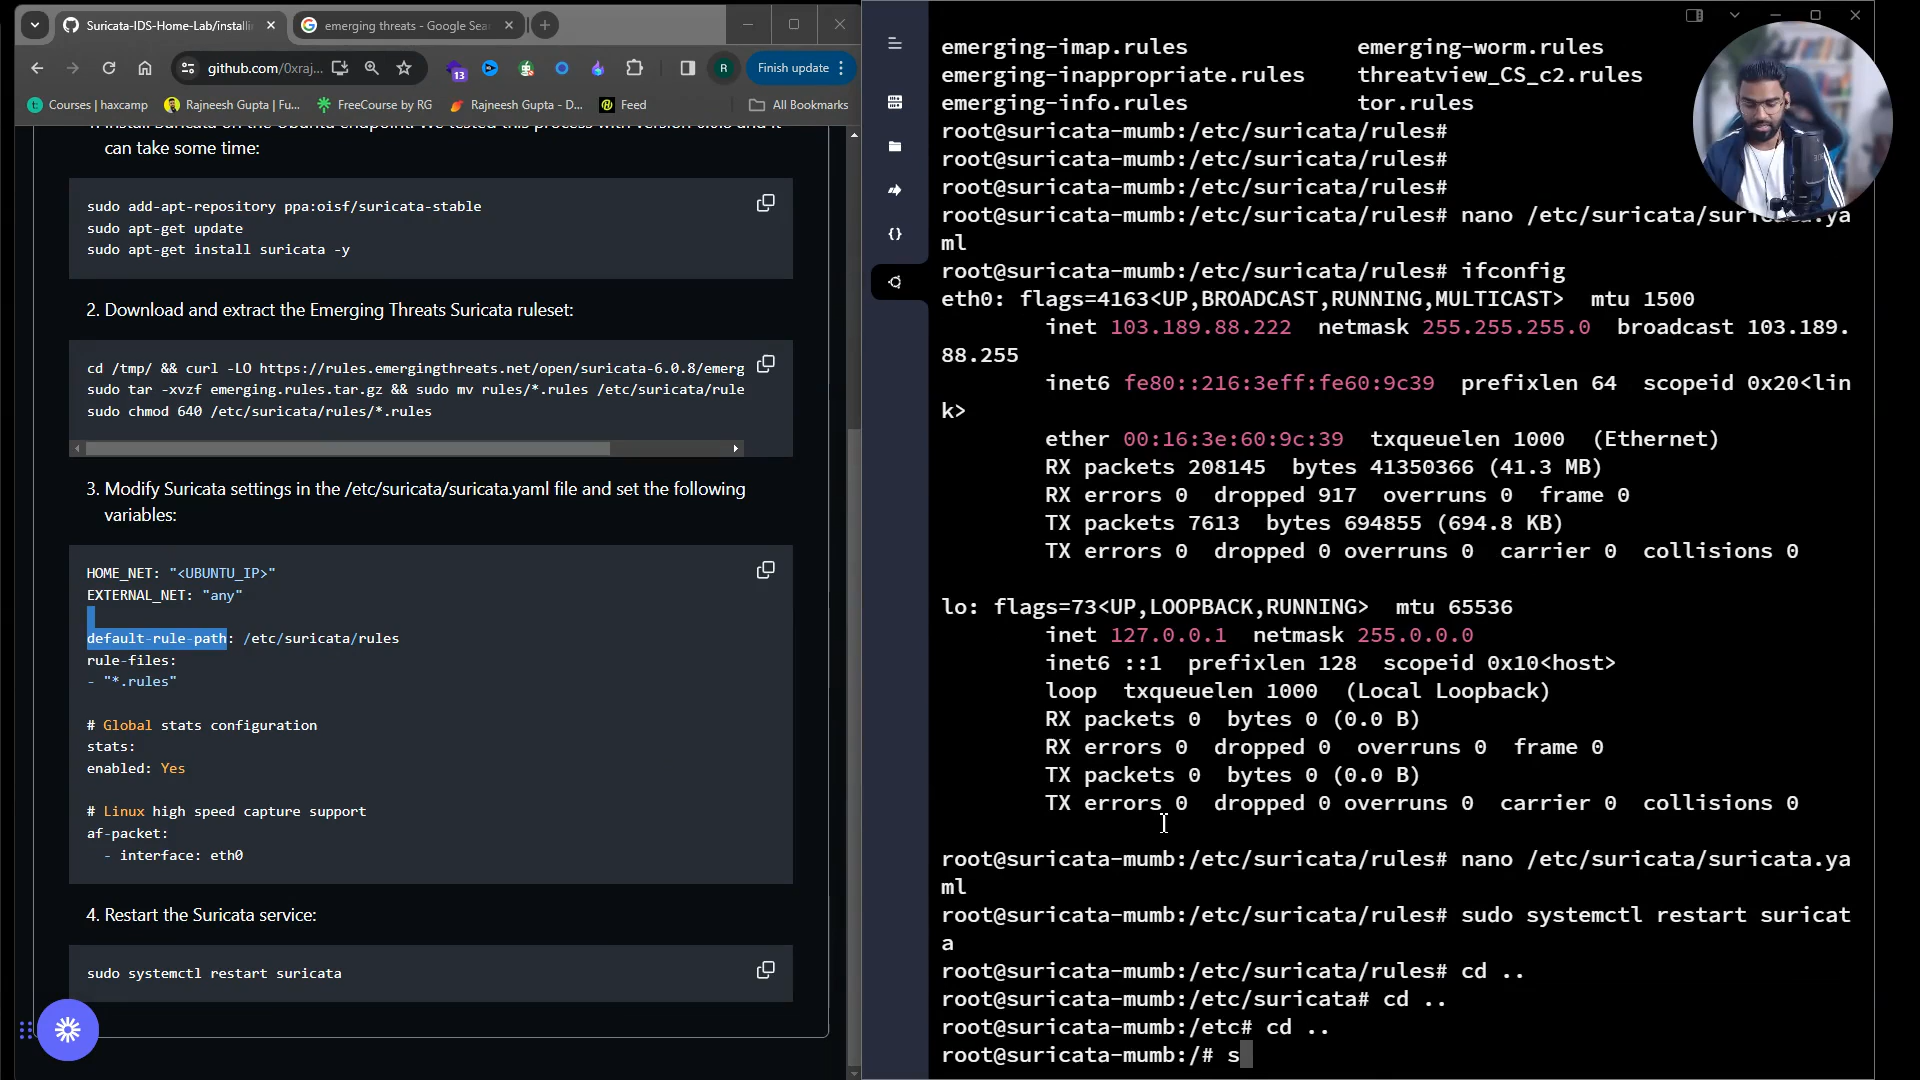 Suricata-IDS-Home-Lab/installin
emerging threats - Google Sear
github.com/0xraj...
13
R
Finish update
Courses | haxcamp
Rajneesh Gupta | Fu...
FreeCourse by RG
Rajneesh Gupta - D...
Feed
All Bookmarks
can take some time:
sudo add-apt-repository ppa:oisf/suricata-stable
sudo apt-get update
sudo apt-get install suricata -y
2. Download and extract the Emerging Threats Suricata ruleset:
cd /tmp/ && curl -LO https://rules.emergingthreats.net/open/suricata-6.0.8/emerg
sudo tar -xvzf emerging.rules.tar.gz && sudo mv rules/*.rules /etc/suricata/rule
sudo chmod 640 /etc/suricata/rules/*.rules
3. Modify Suricata settings in the /etc/suricata/suricata.yaml file and set the following
variables:
HOME_NET: "<UBUNTU_IP>"
EXTERNAL_NET: "any"
default-rule-path: /etc/suricata/rules
rule-files:
- "*.rules"
# Global stats configuration
stats:
enabled: Yes
# Linux high speed capture support
af-packet:
- interface: eth0
4. Restart the Suricata service:
sudo systemctl restart suricata
emerging-imap.rules emerging-worm.rules
emerging-inappropriate.rules threatview_CS_c2.rules
emerging-info.rules tor.rules
root@suricata-mumb:/etc/suricata/rules#
root@suricata-mumb:/etc/suricata/rules#
root@suricata-mumb:/etc/suricata/rules#
root@suricata-mumb:/etc/suricata/rules# nano /etc/suricata/suricata.ya
ml
root@suricata-mumb:/etc/suricata/rules# ifconfig
eth0: flags=4163<UP,BROADCAST,RUNNING,MULTICAST> mtu 1500
inet 103.189.88.222 netmask 255.255.255.0 broadcast 103.189.
88.255
inet6 fe80::216:3eff:fe60:9c39 prefixlen 64 scopeid 0x20<lin
k>
ether 00:16:3e:60:9c:39 txqueuelen 1000 (Ethernet)
RX packets 208145 bytes 41350366 (41.3 MB)
RX errors 0 dropped 917 overruns 0 frame 0
TX packets 7613 bytes 694855 (694.8 KB)
TX errors 0 dropped 0 overruns 0 carrier 0 collisions 0
lo: flags=73<UP,LOOPBACK,RUNNING> mtu 65536
inet 127.0.0.1 netmask 255.0.0.0
inet6 ::1 prefixlen 128 scopeid 0x10<host>
loop txqueuelen 1000 (Local Loopback)
RX packets 0 bytes 0 (0.0 B)
RX errors 0 dropped 0 overruns 0 frame 0
TX packets 0 bytes 0 (0.0 B)
TX errors 0 dropped 0 overruns 0 carrier 0 collisions 0
root@suricata-mumb:/etc/suricata/rules# nano /etc/suricata/suricata.ya
ml
root@suricata-mumb:/etc/suricata/rules# sudo systemctl restart suricat
a
root@suricata-mumb:/etc/suricata/rules# cd ..
root@suricata-mumb:/etc/suricata# cd ..
root@suricata-mumb:/etc# cd ..
root@suricata-mumb:/# s